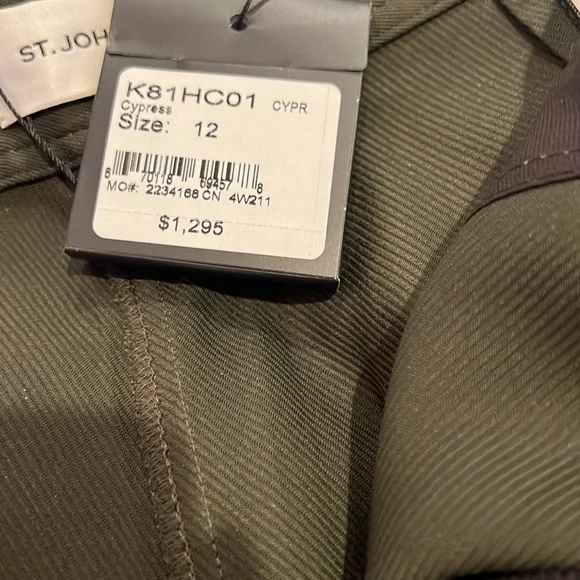 ST. JOH
K81HC01 CYPR
Cypress
Size: 12
8 70118 69457 8
MO#: 2234168 CN 4W211
$1,295